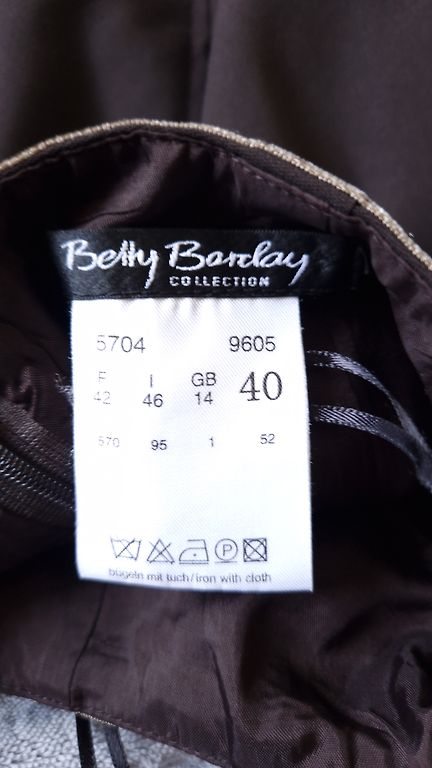 Betty Barclay
COLLECTION
5704 9605
F I GB 40
42 46 14
570 95 1 52
P
bügeln mit tuch/iron with cloth